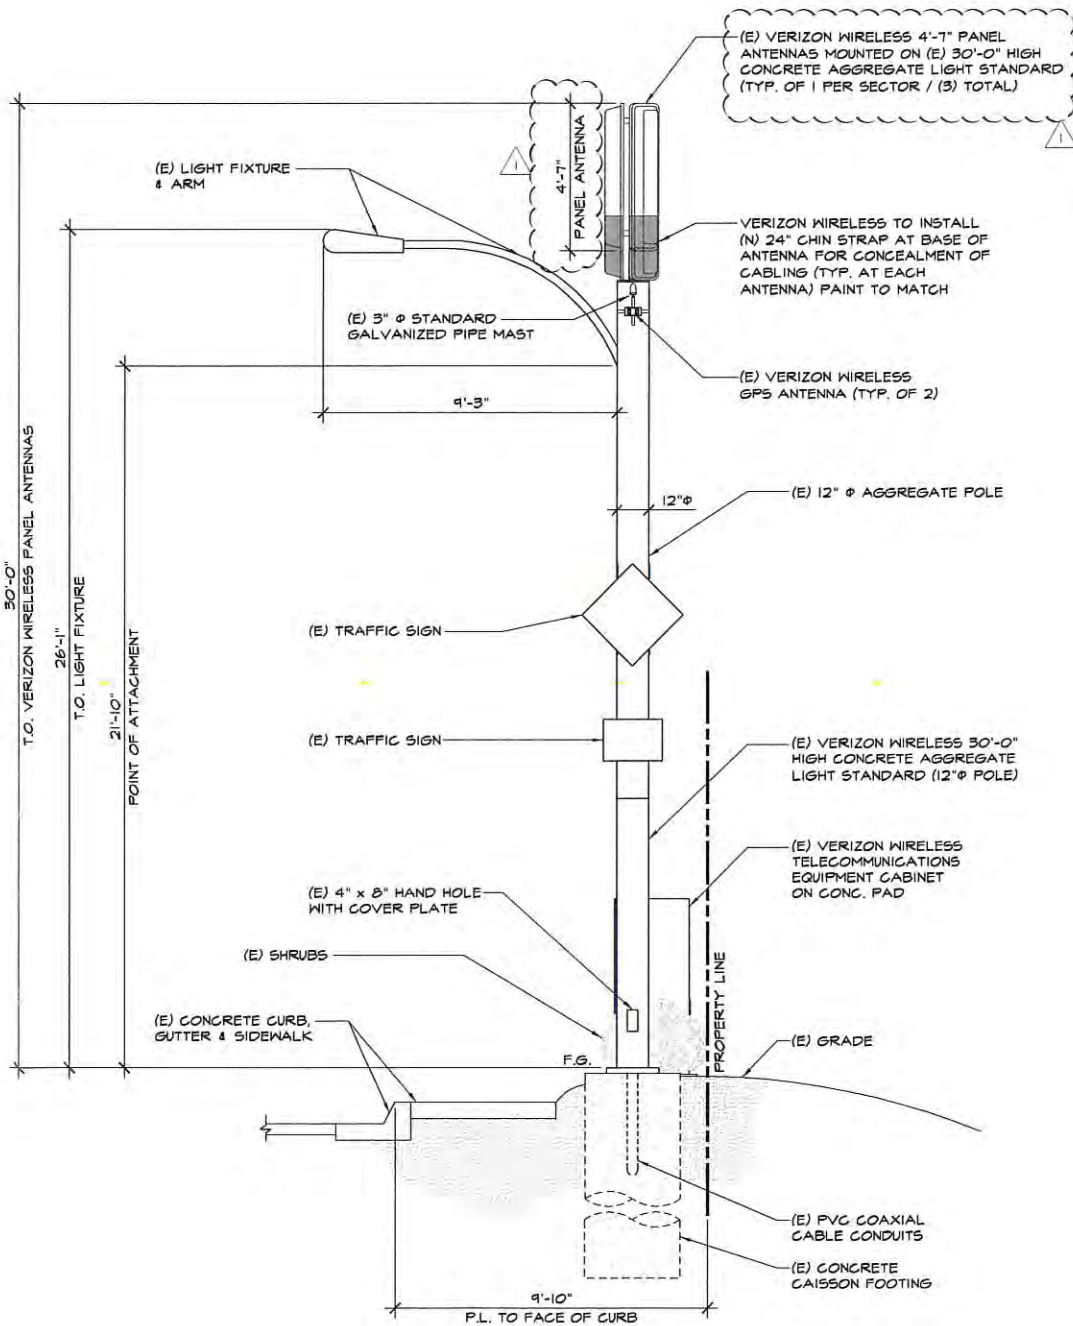 (E) VERIZON WIRELESS 4'-7" PANEL
ANTENNAS MOUNTED ON (E) 30'-0" HIGH
CONCRETE AGGREGATE LIGHT STANDARD
(TYP. OF 1 PER SECTOR / (3) TOTAL)
1
1
4'-7"
PANEL ANTENNA
(E) LIGHT FIXTURE
& ARM
VERIZON WIRELESS TO INSTALL
(N) 24" CHIN STRAP AT BASE OF
ANTENNA FOR CONCEALMENT OF
CABLING (TYP. AT EACH
ANTENNA) PAINT TO MATCH
(E) 3" Φ STANDARD
GALVANIZED PIPE MAST
(E) VERIZON WIRELESS
GPS ANTENNA (TYP. OF 2)
9'-3"
12"Φ
(E) 12" Φ AGGREGATE POLE
30'-0"
T.O. VERIZON WIRELESS PANEL ANTENNAS
26'-1"
T.O. LIGHT FIXTURE
21'-10"
POINT OF ATTACHMENT
(E) TRAFFIC SIGN
(E) TRAFFIC SIGN
(E) VERIZON WIRELESS 30'-0"
HIGH CONCRETE AGGREGATE
LIGHT STANDARD (12"Φ POLE)
(E) VERIZON WIRELESS
TELECOMMUNICATIONS
EQUIPMENT CABINET
ON CONC. PAD
(E) 4" x 8" HAND HOLE
WITH COVER PLATE
(E) SHRUBS
PROPERTY LINE
(E) CONCRETE CURB,
GUTTER & SIDEWALK
F.G.
(E) GRADE
(E) PVC COAXIAL
CABLE CONDUITS
(E) CONCRETE
CAISSON FOOTING
9'-10"
P.L. TO FACE OF CURB